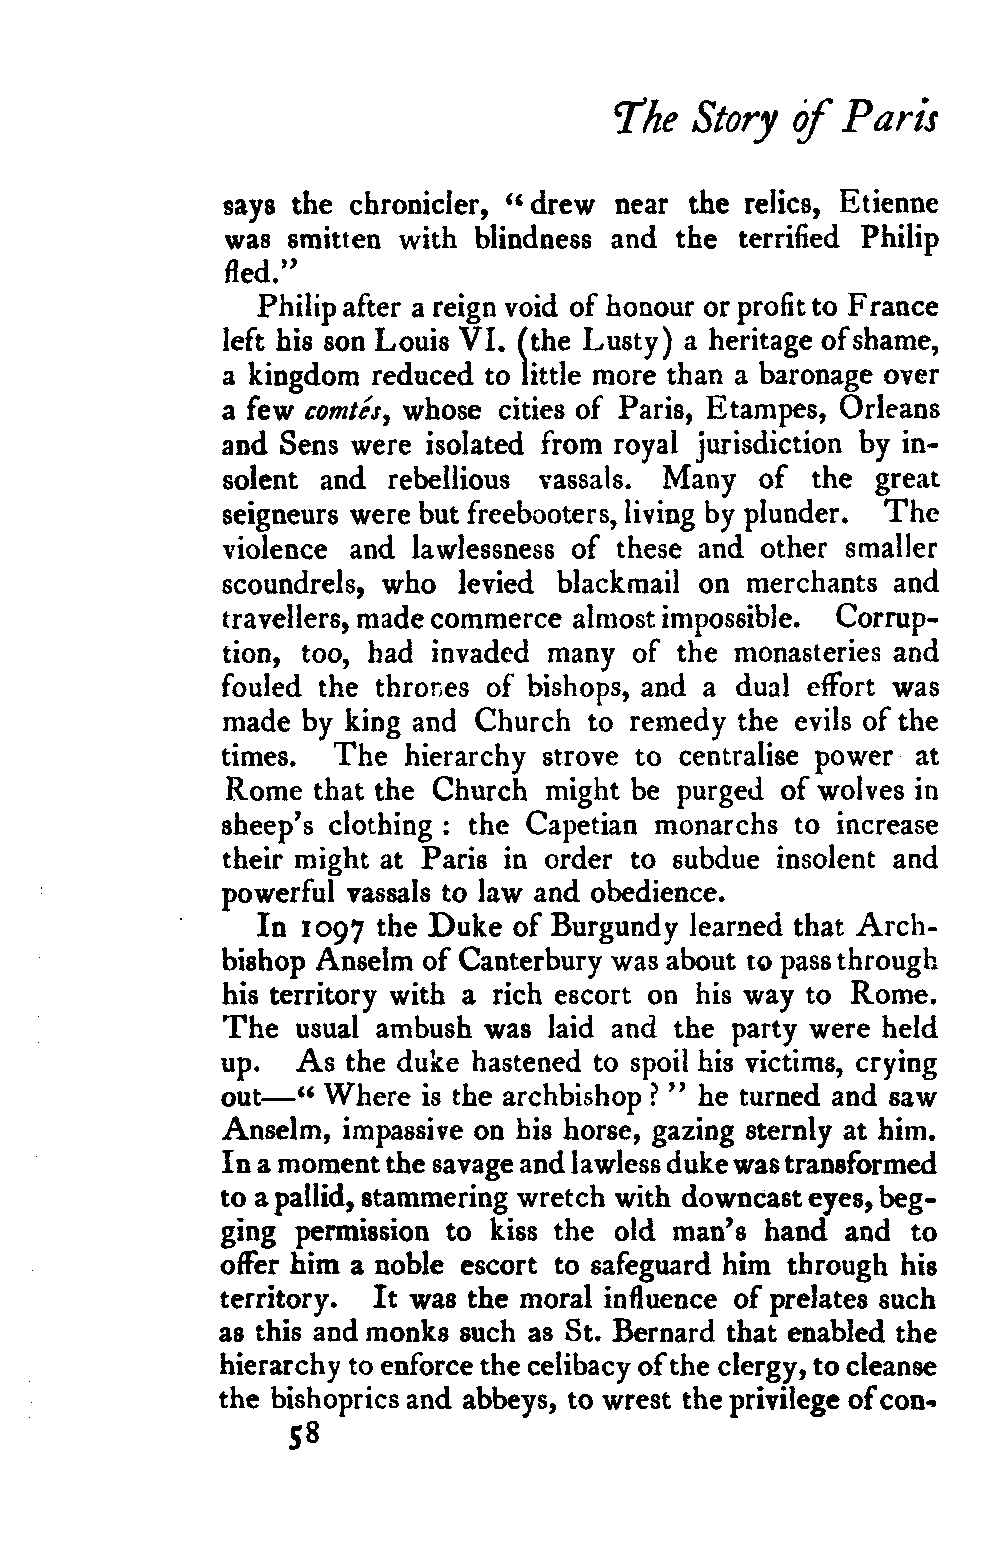 The Story of Paris
says the chronicler, “drew near the relics, Etienne
was smitten with blindness and the terrified Philip
fled.”
Philip after a reign void of honour or profit to France
left his son Louis VI. (the Lusty) a heritage of shame,
a kingdom reduced to little more than a baronage over
a few comtés, whose cities of Paris, Etampes, Orleans
and Sens were isolated from royal jurisdiction by in-
solent and rebellious vassals. Many of the great
seigneurs were but freebooters, living by plunder. The
violence and lawlessness of these and other smaller
scoundrels, who levied blackmail on merchants and
travellers, made commerce almost impossible. Corrup-
tion, too, had invaded many of the monasteries and
fouled the thrones of bishops, and a dual effort was
made by king and Church to remedy the evils of the
times. The hierarchy strove to centralise power at
Rome that the Church might be purged of wolves in
sheep’s clothing : the Capetian monarchs to increase
their might at Paris in order to subdue insolent and
powerful vassals to law and obedience.
In 1097 the Duke of Burgundy learned that Arch-
bishop Anselm of Canterbury was about to pass through
his territory with a rich escort on his way to Rome.
The usual ambush was laid and the party were held
up. As the duke hastened to spoil his victims, crying
out—“ Where is the archbishop ? ” he turned and saw
Anselm, impassive on his horse, gazing sternly at him.
In a moment the savage and lawless duke was transformed
to a pallid, stammering wretch with downcast eyes, beg-
ging permission to kiss the old man’s hand and to
offer him a noble escort to safeguard him through his
territory. It was the moral influence of prelates such
as this and monks such as St. Bernard that enabled the
hierarchy to enforce the celibacy of the clergy, to cleanse
the bishoprics and abbeys, to wrest the privilege of con-
58